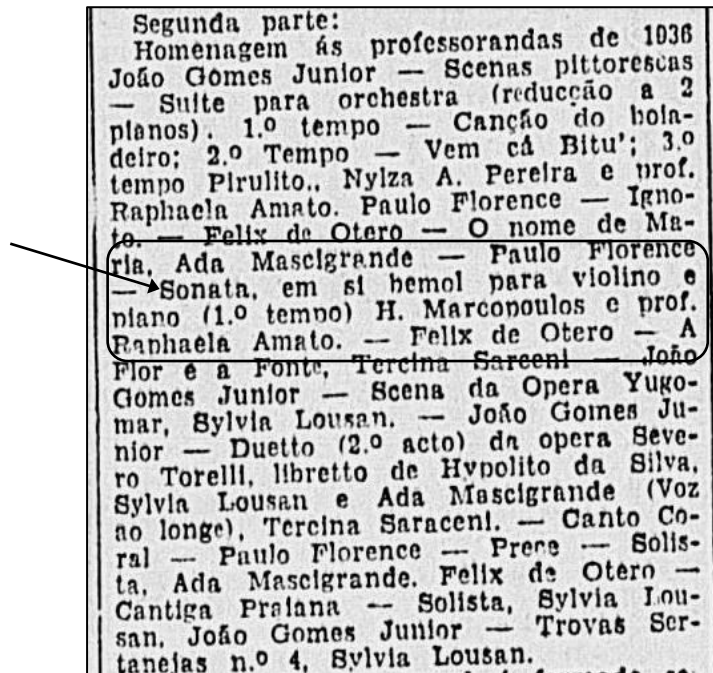 Segunda parte:
Homenagem ás professorandas de 1936
João Gomes Junior — Scenas pittorescas
— Suite para orchestra (reducção a 2
pianos). 1.º tempo — Canção do boia-
deiro; 2.º Tempo — Vem cá Bitu'; 3.º
tempo Pirulito., Nylza A. Pereira e prof.
Raphaela Amato. Paulo Florence — Igno-
to. — Felix de Otero — O nome de Ma-
ria, Ada Mascigrande — Paulo Florence
— Sonata, em si bemol para violino e
piano (1.º tempo) H. Marcopoulos e prof.
Raphaela Amato. — Felix de Otero — A
Flor e a Fonte, Tercina Sarceni — João
Gomes Junior — Scena da Opera Yugo-
mar, Sylvia Lousan. — João Gomes Ju-
nior — Duetto (2.º acto) da opera Seve-
ro Torelli, libretto de Hypolito da Silva,
Sylvia Lousan e Ada Mascigrande (Voz
ao longe), Tercina Saraceni. — Canto Co-
ral — Paulo Florence — Prece — Solis-
ta, Ada Mascigrande. Felix de Otero —
Cantiga Praiana — Solista, Sylvia Lou-
san, João Gomes Junior — Trovas Ser-
tanejas n.º 4, Sylvia Lousan.